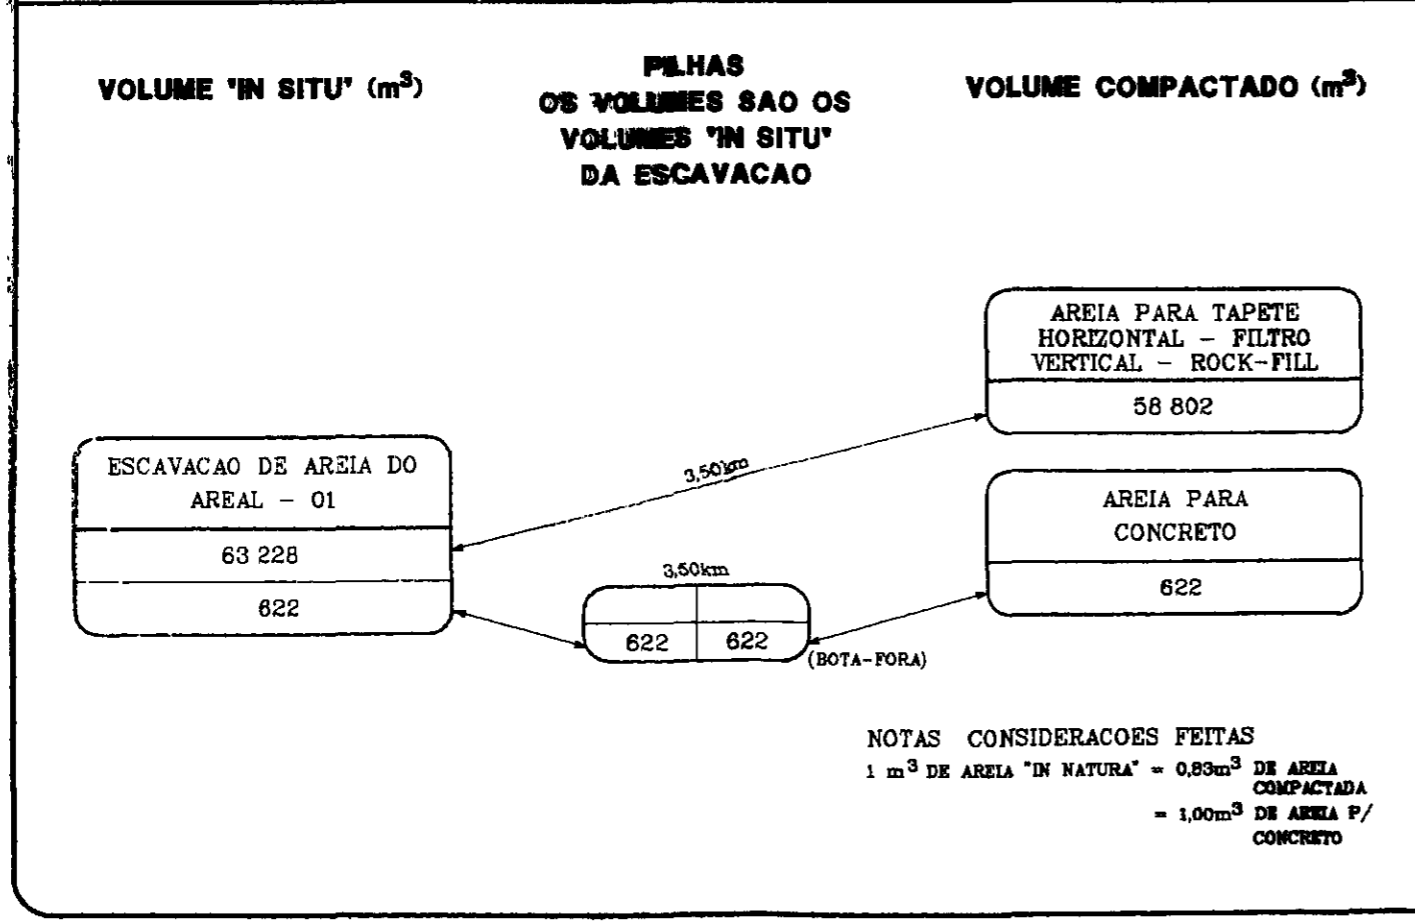 VOLUME "IN SITU" (m³)
PILHAS
OS VOLUMES SAO OS
VOLUMES "IN SITU"
DA ESCAVACAO
VOLUME COMPACTADO (m³)
AREIA PARA TAPETE
HORIZONTAL - FILTRO
VERTICAL - ROCK-FILL
58 802
3,50km
ESCAVACAO DE AREIA DO
AREAL - 01
63 228
622
AREIA PARA
CONCRETO
622
3,50km
622 622
(BOTA-FORA)
NOTAS CONSIDERACOES FEITAS
1 m³ DE AREIA "IN NATURA" = 0,93m³ DE AREIA
COMPACTADA
= 1,00m³ DE AREIA P/
CONCRETO